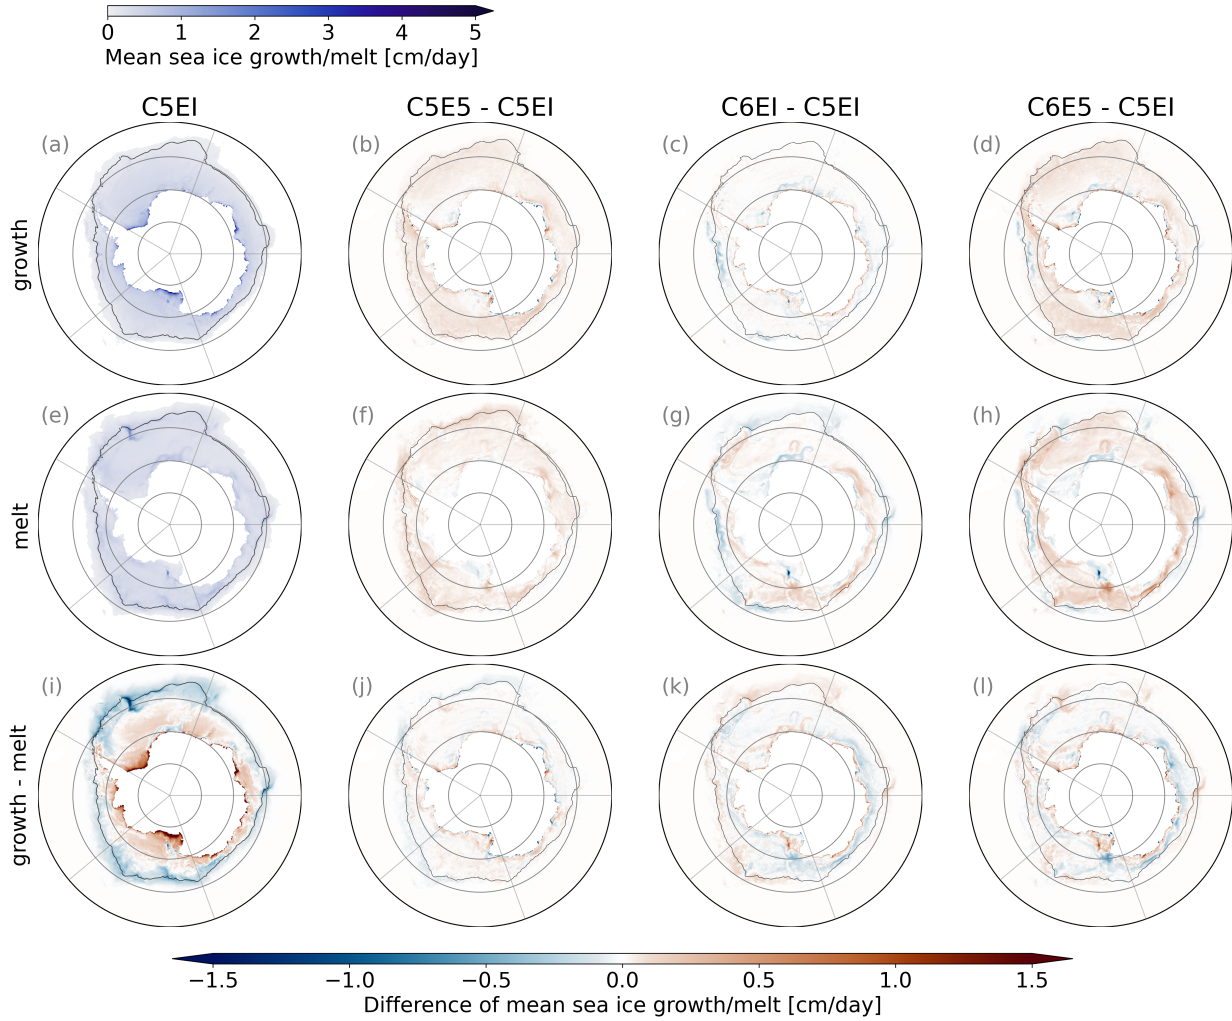 0 1 2 3 4 5
Mean sea ice growth/melt [cm/day]
C5EI C5E5 - C5EI C6EI - C5EI C6E5 - C5EI
(a) (b) (c) (d)
growth
(e) (f) (g) (h)
melt
(i) (j) (k) (l)
growth - melt
−1.5 −1.0 −0.5 0.0 0.5 1.0 1.5
Difference of mean sea ice growth/melt [cm/day]